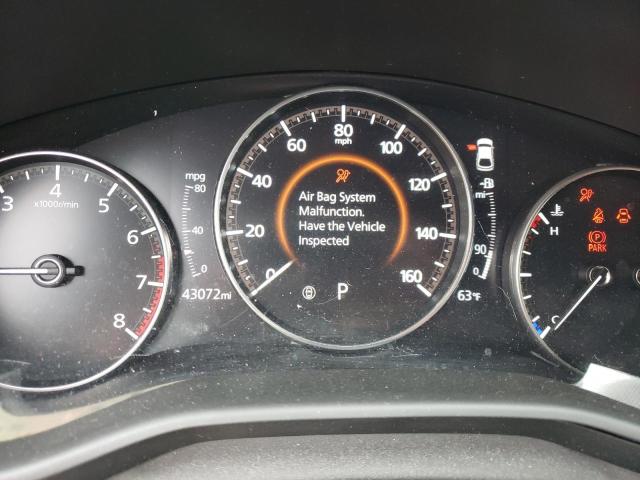 3 4 5 6 7 8
x1000r/min
mpg
80
40
0
43072mi
0 20 40 60 80 100 120 140 160
mph
Air Bag System
Malfunction.
Have the Vehicle
Inspected
P
mi
90
0
63°F
H
C
P
PARK